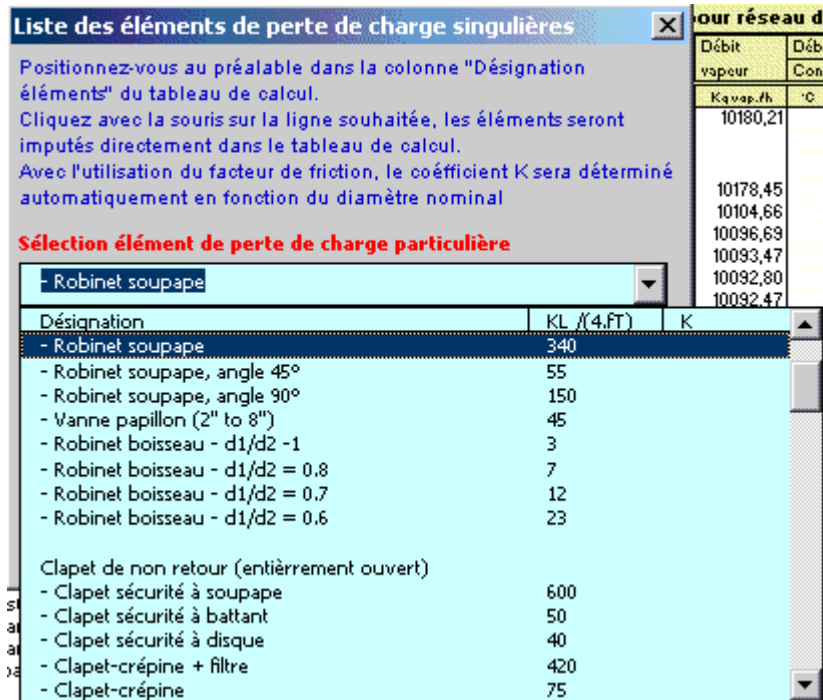 Liste des éléments de perte de charge singulières
Positionnez-vous au préalable dans la colonne "Désignation
éléments" du tableau de calcul.
Cliquez avec la souris sur la ligne souhaitée, les éléments seront
imputés directement dans le tableau de calcul.
Avec l'utilisation du facteur de friction, le coéfficient K sera déterminé
automatiquement en fonction du diamètre nominal
Sélection élément de perte de charge particulière
- Robinet soupape
Désignation KL /(4.fT) K
- Robinet soupape 340
- Robinet soupape, angle 45° 55
- Robinet soupape, angle 90° 150
- Vanne papillon (2" to 8") 45
- Robinet boisseau - d1/d2 -1 3
- Robinet boisseau - d1/d2 = 0.8 7
- Robinet boisseau - d1/d2 = 0.7 12
- Robinet boisseau - d1/d2 = 0.6 23
Clapet de non retour (entièrrement ouvert)
- Clapet sécurité à soupape 600
- Clapet sécurité à battant 50
- Clapet sécurité à disque 40
- Clapet-crépine + filtre 420
- Clapet-crépine 75
our réseau d
Débit Déb
vapeur Con
Kg vap./h °C
10180,21
10178,45
10104,66
10096,69
10093,47
10092,80
10092,47